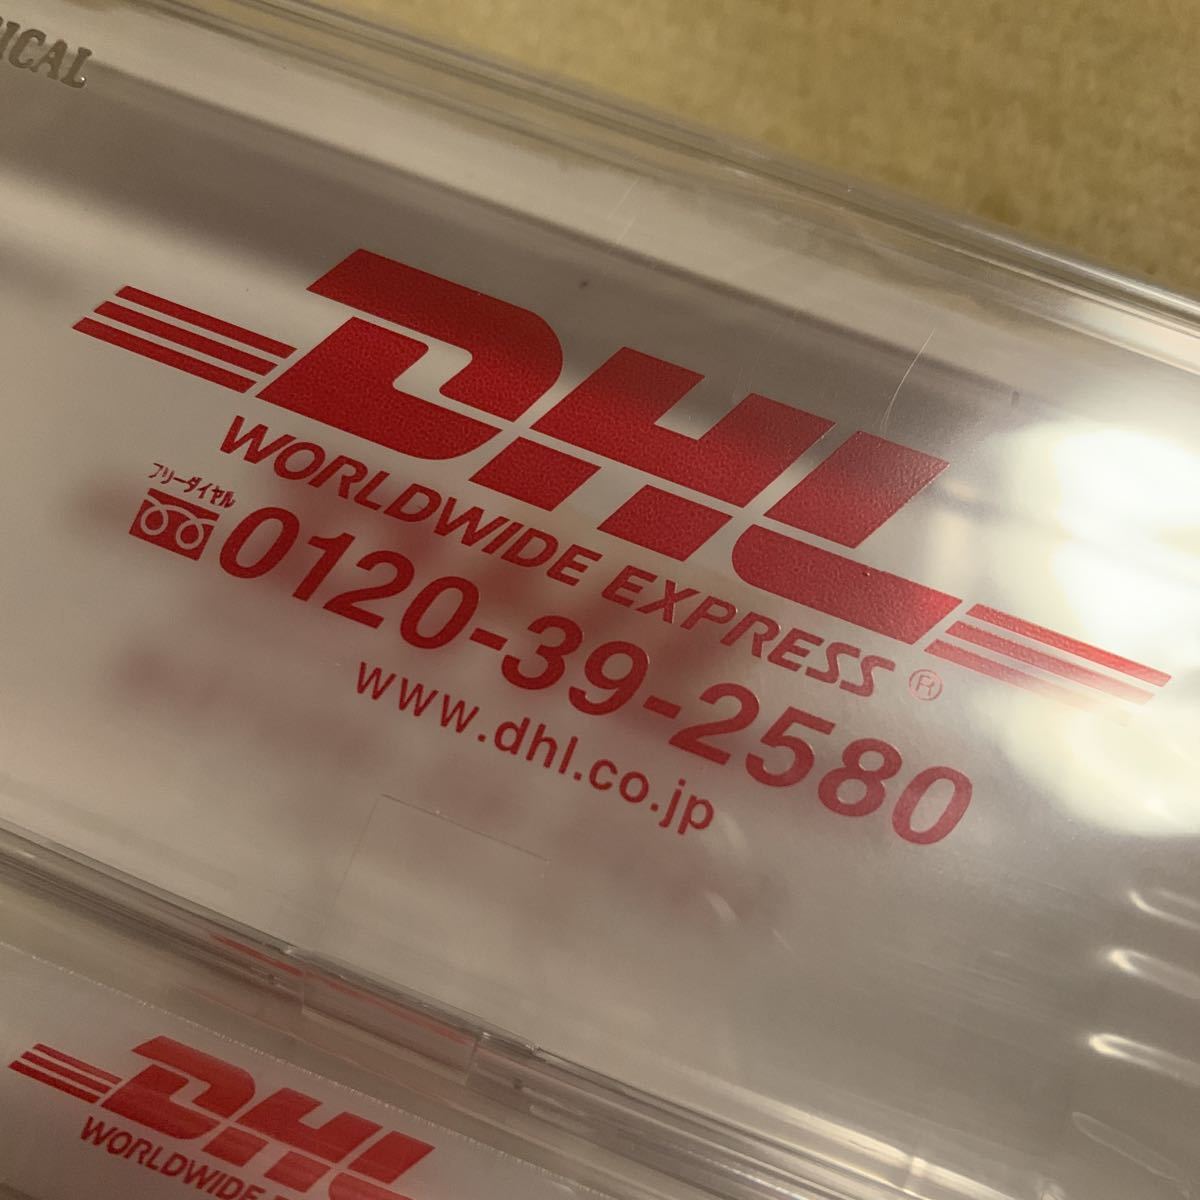 DHL
WORLDWIDE EXPRESS ®
フリーダイヤル
0120-39-2580
www.dhl.co.jp
DHL
WORLDWIDE